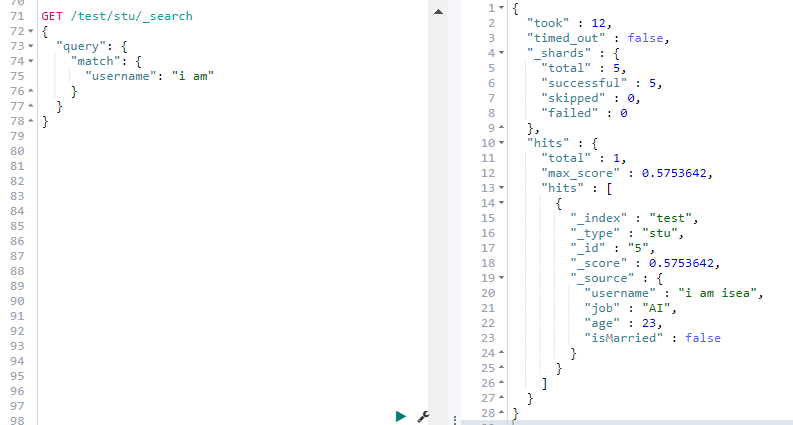 70
71 GET /test/stu/_search
72 {
73   "query": {
74     "match": {
75       "username": "i am"
76     }
77   }
78 }
79
80
81
82
83
84
85
86
87
88
89
90
91
92
93
94
95
96
97
98
1 {
2   "took" : 12,
3   "timed_out" : false,
4   "_shards" : {
5     "total" : 5,
6     "successful" : 5,
7     "skipped" : 0,
8     "failed" : 0
9   },
10   "hits" : {
11     "total" : 1,
12     "max_score" : 0.5753642,
13     "hits" : [
14       {
15         "_index" : "test",
16         "_type" : "stu",
17         "_id" : "5",
18         "_score" : 0.5753642,
19         "_source" : {
20           "username" : "i am isea",
21           "job" : "AI",
22           "age" : 23,
23           "isMarried" : false
24         }
25       }
26     ]
27   }
28 }